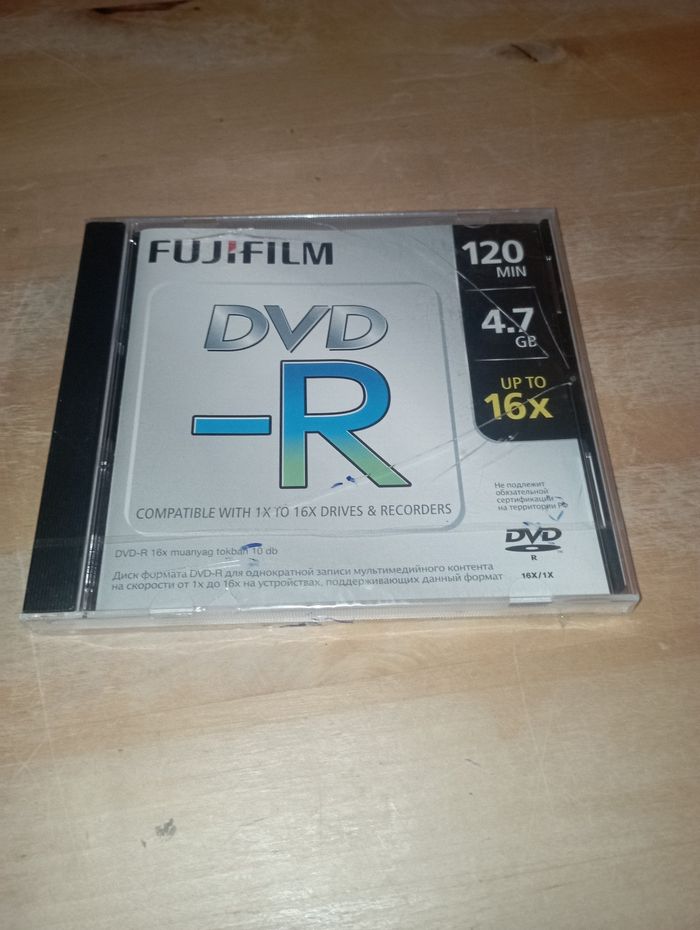 FUJIFILM
120
MIN
4.7
GB
UP TO
16x
DVD
-R
COMPATIBLE WITH 1X TO 16X DRIVES & RECORDERS
Не подлежит
обязательной
сертификации
на территории
DVD
R
16X/1X
DVD-R 16x muanyag tokban 10 db
Диск формата DVD-R для однократной записи мультимедийного контента
на скорости от 1х до 16х на устройствах, поддерживающих данный формат